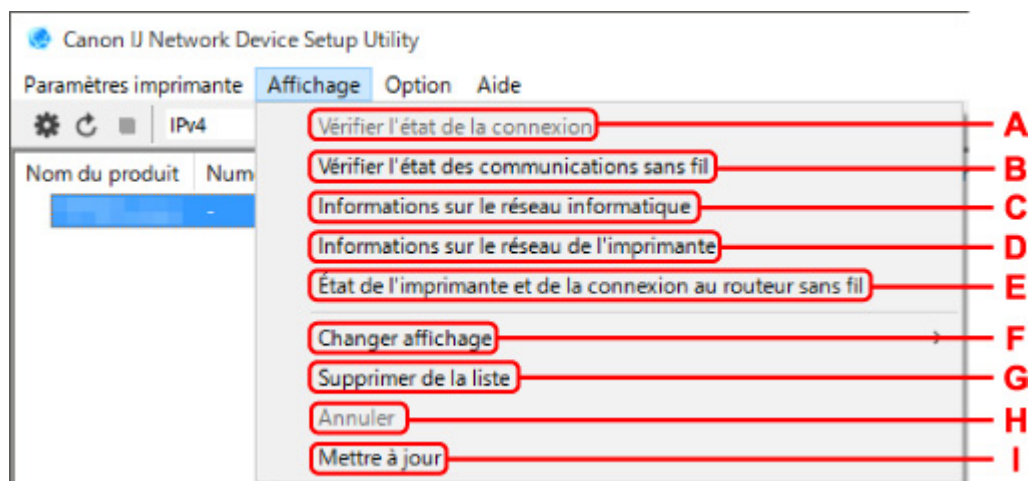 Canon IJ Network Device Setup Utility
Paramètres imprimante Affichage Option Aide
IPv4
Vérifier l'état de la connexion A
Nom du produit Vérifier l'état des communications sans fil B
Informations sur le réseau informatique C
- Informations sur le réseau de l'imprimante D
État de l'imprimante et de la connexion au routeur sans fil E
Changer affichage F
Supprimer de la liste G
Annuler H
Mettre à jour I